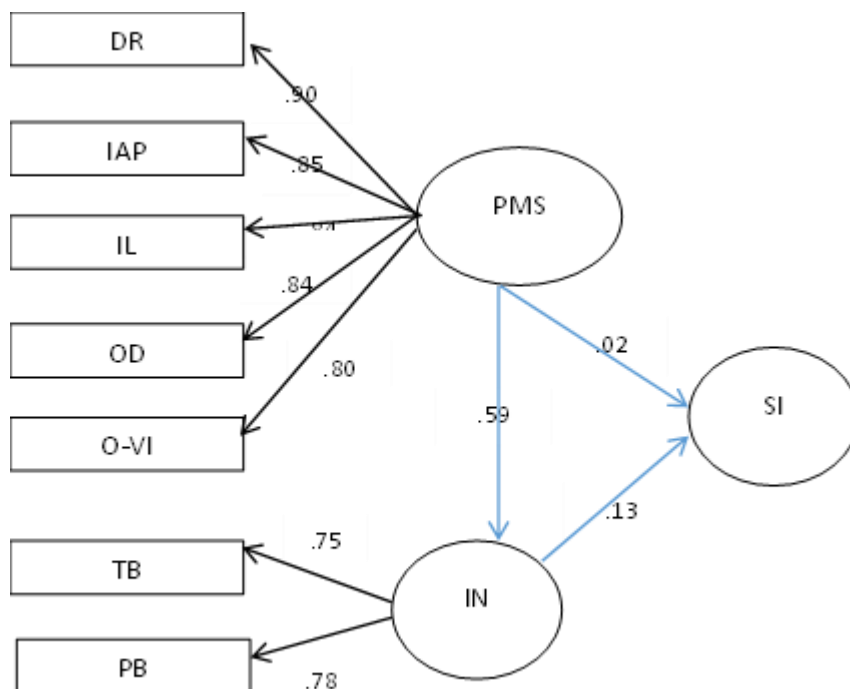 DR
.90
IAP
.85
PMS
IL
.84
OD
.02
.80
SI
.59
O-VI
.13
.75
TB
IN
PB
.78